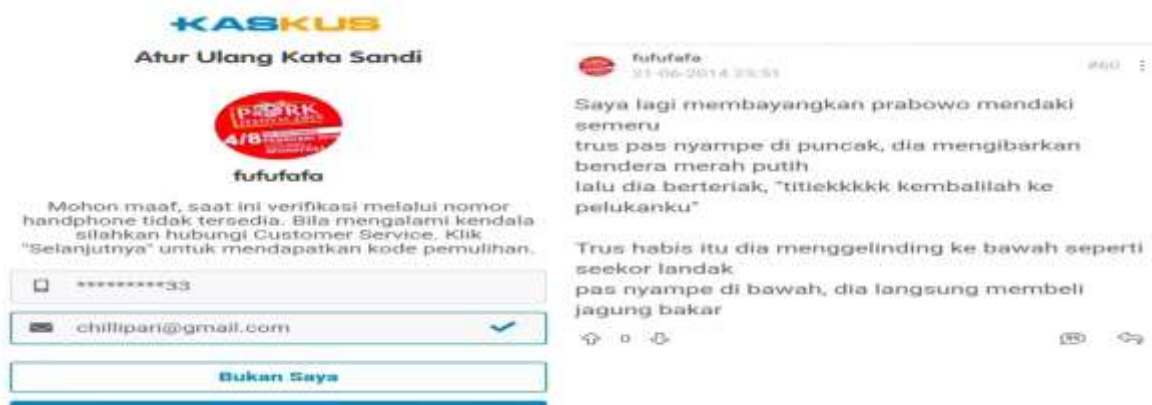 KASKUS
Atur Ulang Kata Sandi
PORK
4/8
fufufafa
Mohon maaf, saat ini verifikasi melalui nomor
handphone tidak tersedia. Bila mengalami kendala
silahkan hubungi Customer Service, Klik
"Selanjutnya" untuk mendapatkan kode pemulihan.
*********33
chillipari@gmail.com
Bukan Saya
fufufafa
21-06-2014 23:51
#60
Saya lagi membayangkan prabowo mendaki
semeru
trus pas nyampe di puncak, dia mengibarkan
bendera merah putih
lalu dia berteriak, "titiekkkkk kembalilah ke
pelukanku"
Trus habis itu dia menggelinding ke bawah seperti
seekor landak
pas nyampe di bawah, dia langsung membeli
jagung bakar
0